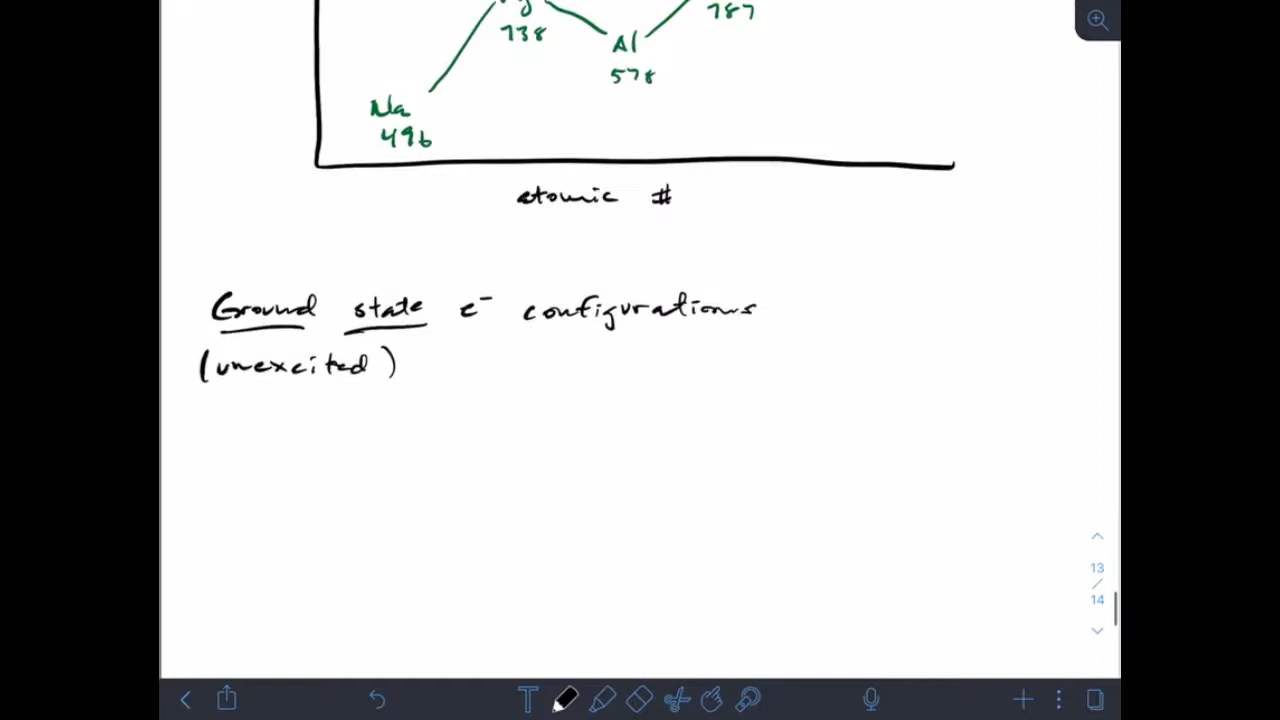 787
738
Al
578
Na
496
atomic #
Ground state e⁻ configurations
(unexcited)
13
/
14
T